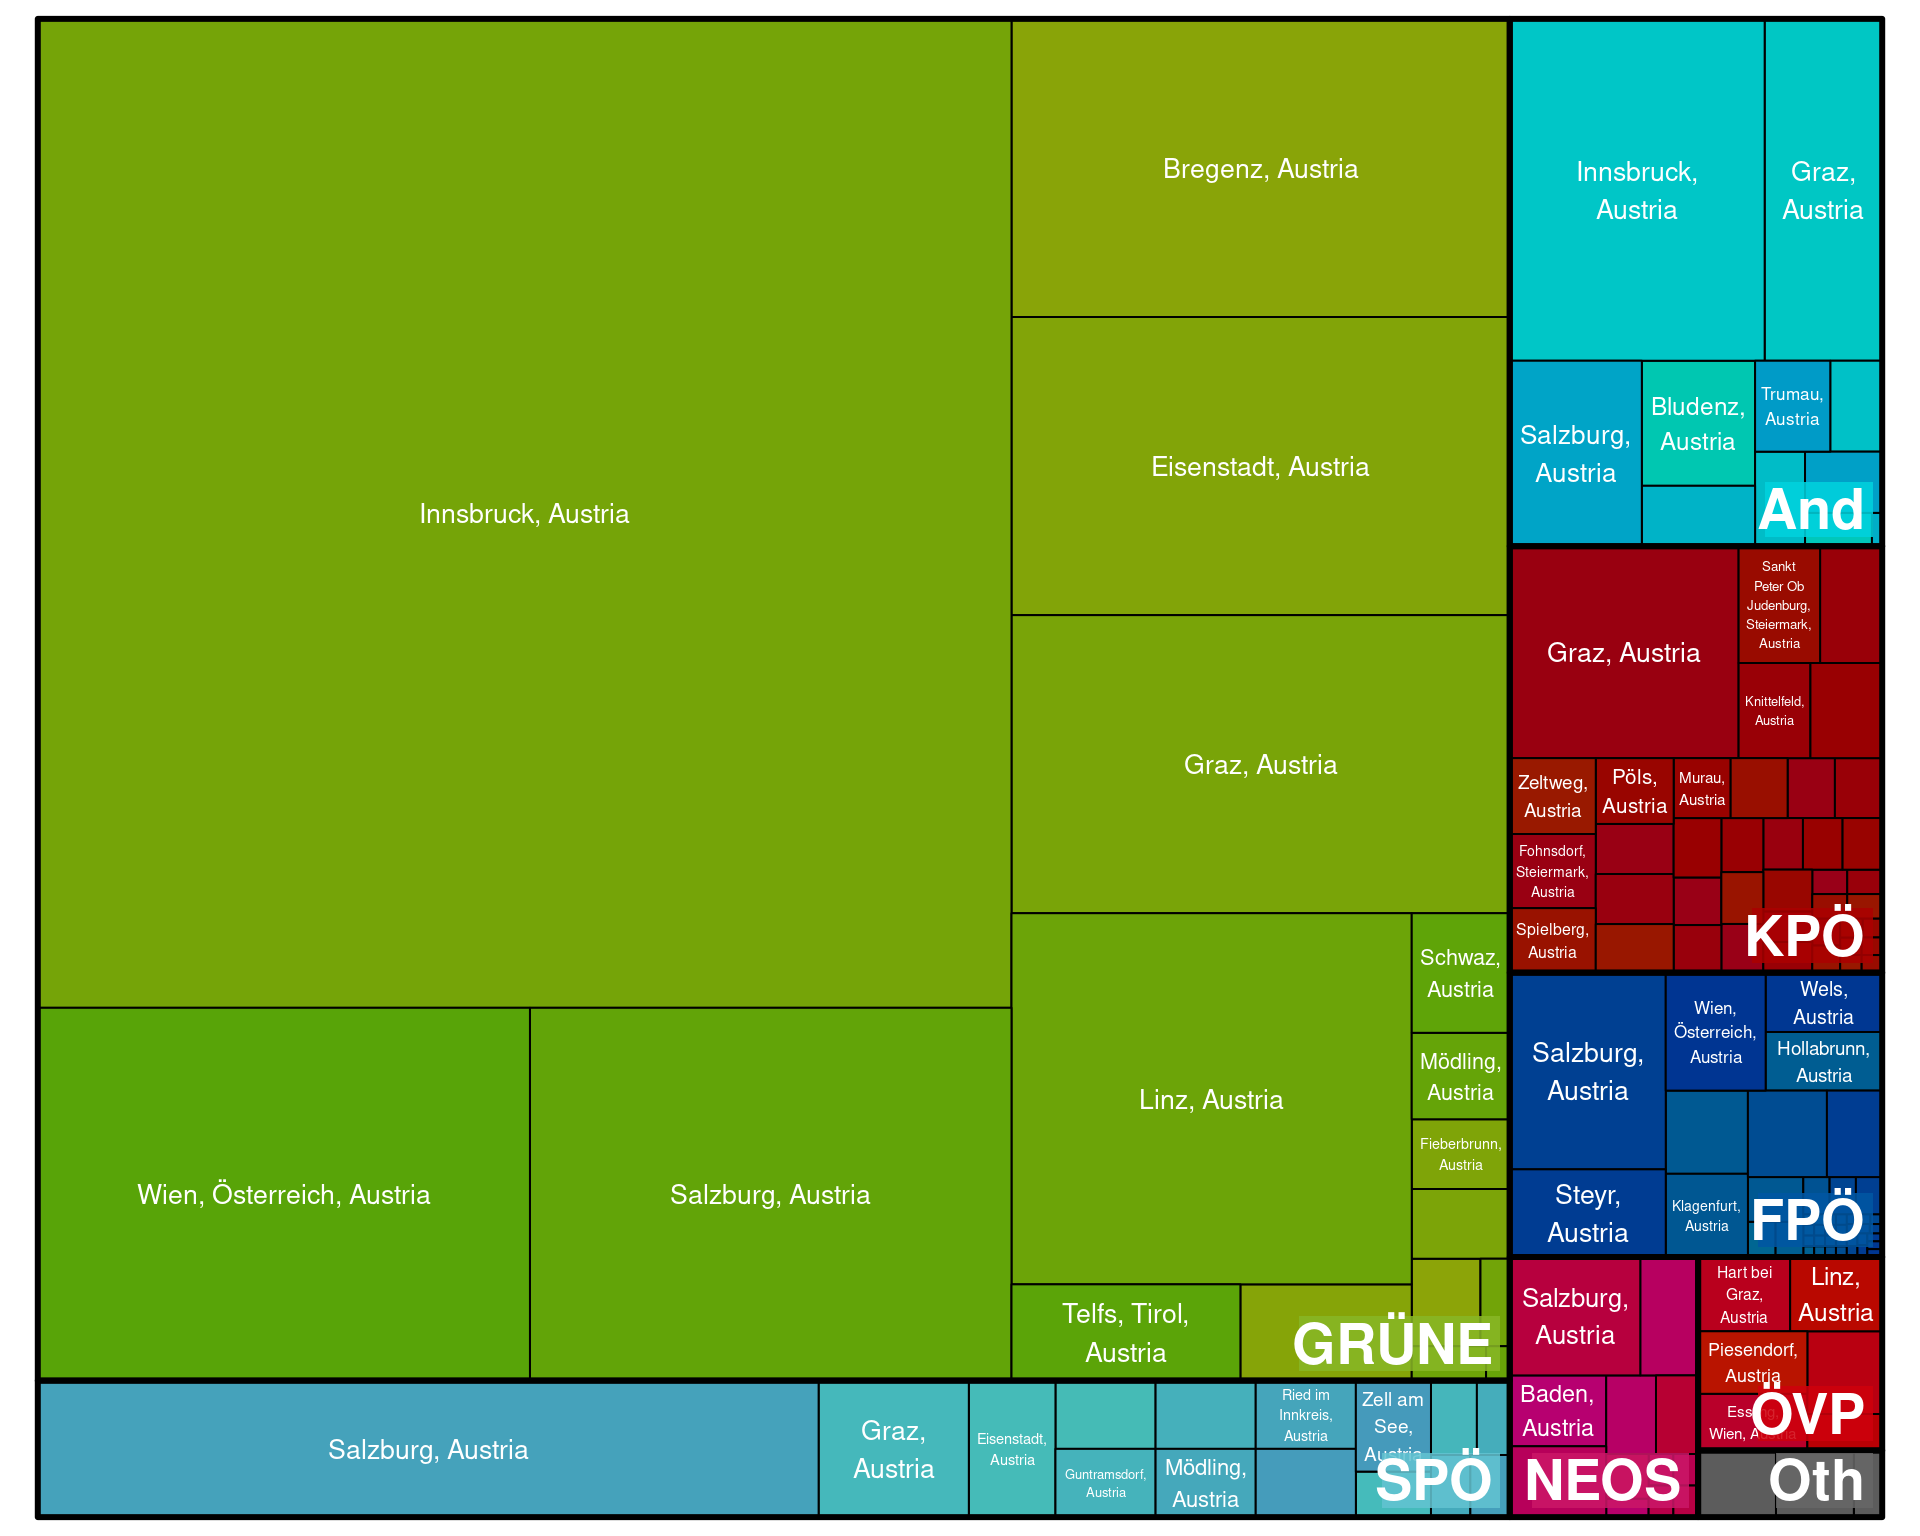 Innsbruck, Austria
Wien, Österreich, Austria
Salzburg, Austria
Bregenz, Austria
Eisenstadt, Austria
Graz, Austria
Linz, Austria
Schwaz,
Austria
Mödling,
Austria
Fieberbrunn,
Austria
Telfs, Tirol,
Austria
GRÜNE
Salzburg, Austria
Graz,
Austria
Eisenstadt,
Austria
Guntramsdorf,
Austria
Mödling,
Austria
Ried im
Innkreis,
Austria
Zell am
See,
Austria
SPÖ
Innsbruck,
Austria
Graz,
Austria
Salzburg,
Austria
Bludenz,
Austria
Trumau,
Austria
And
Graz, Austria
Sankt
Peter Ob
Judenburg,
Steiermark,
Austria
Knittelfeld,
Austria
Zeltweg,
Austria
Fohnsdorf,
Steiermark,
Austria
Spielberg,
Austria
Pöls,
Austria
Murau,
Austria
KPÖ
Salzburg,
Austria
Steyr,
Austria
Wien,
Österreich,
Austria
Wels,
Austria
Hollabrunn,
Austria
Klagenfurt,
Austria
FPÖ
Salzburg,
Austria
Baden,
Austria
NEOS
Hart bei
Graz,
Austria
Linz,
Austria
Piesendorf,
Austria
Essling,
Wien, Austria
ÖVP
Oth